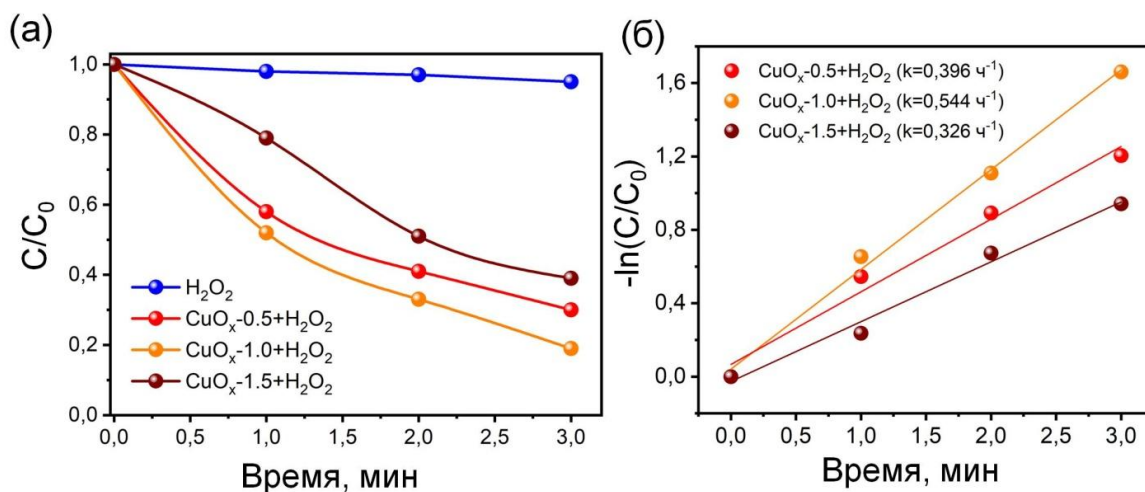 (а)
C/C₀
1,0
0,8
0,6
0,4
0,2
0,0
H₂O₂
CuOₓ-0.5+H₂O₂
CuOₓ-1.0+H₂O₂
CuOₓ-1.5+H₂O₂
0,0 0,5 1,0 1,5 2,0 2,5 3,0
Время, мин
(б)
-ln(C/C₀)
1,6
1,2
0,8
0,4
0,0
CuOₓ-0.5+H₂O₂ (k=0,396 ч⁻¹)
CuOₓ-1.0+H₂O₂ (k=0,544 ч⁻¹)
CuOₓ-1.5+H₂O₂ (k=0,326 ч⁻¹)
0,0 0,5 1,0 1,5 2,0 2,5 3,0
Время, мин